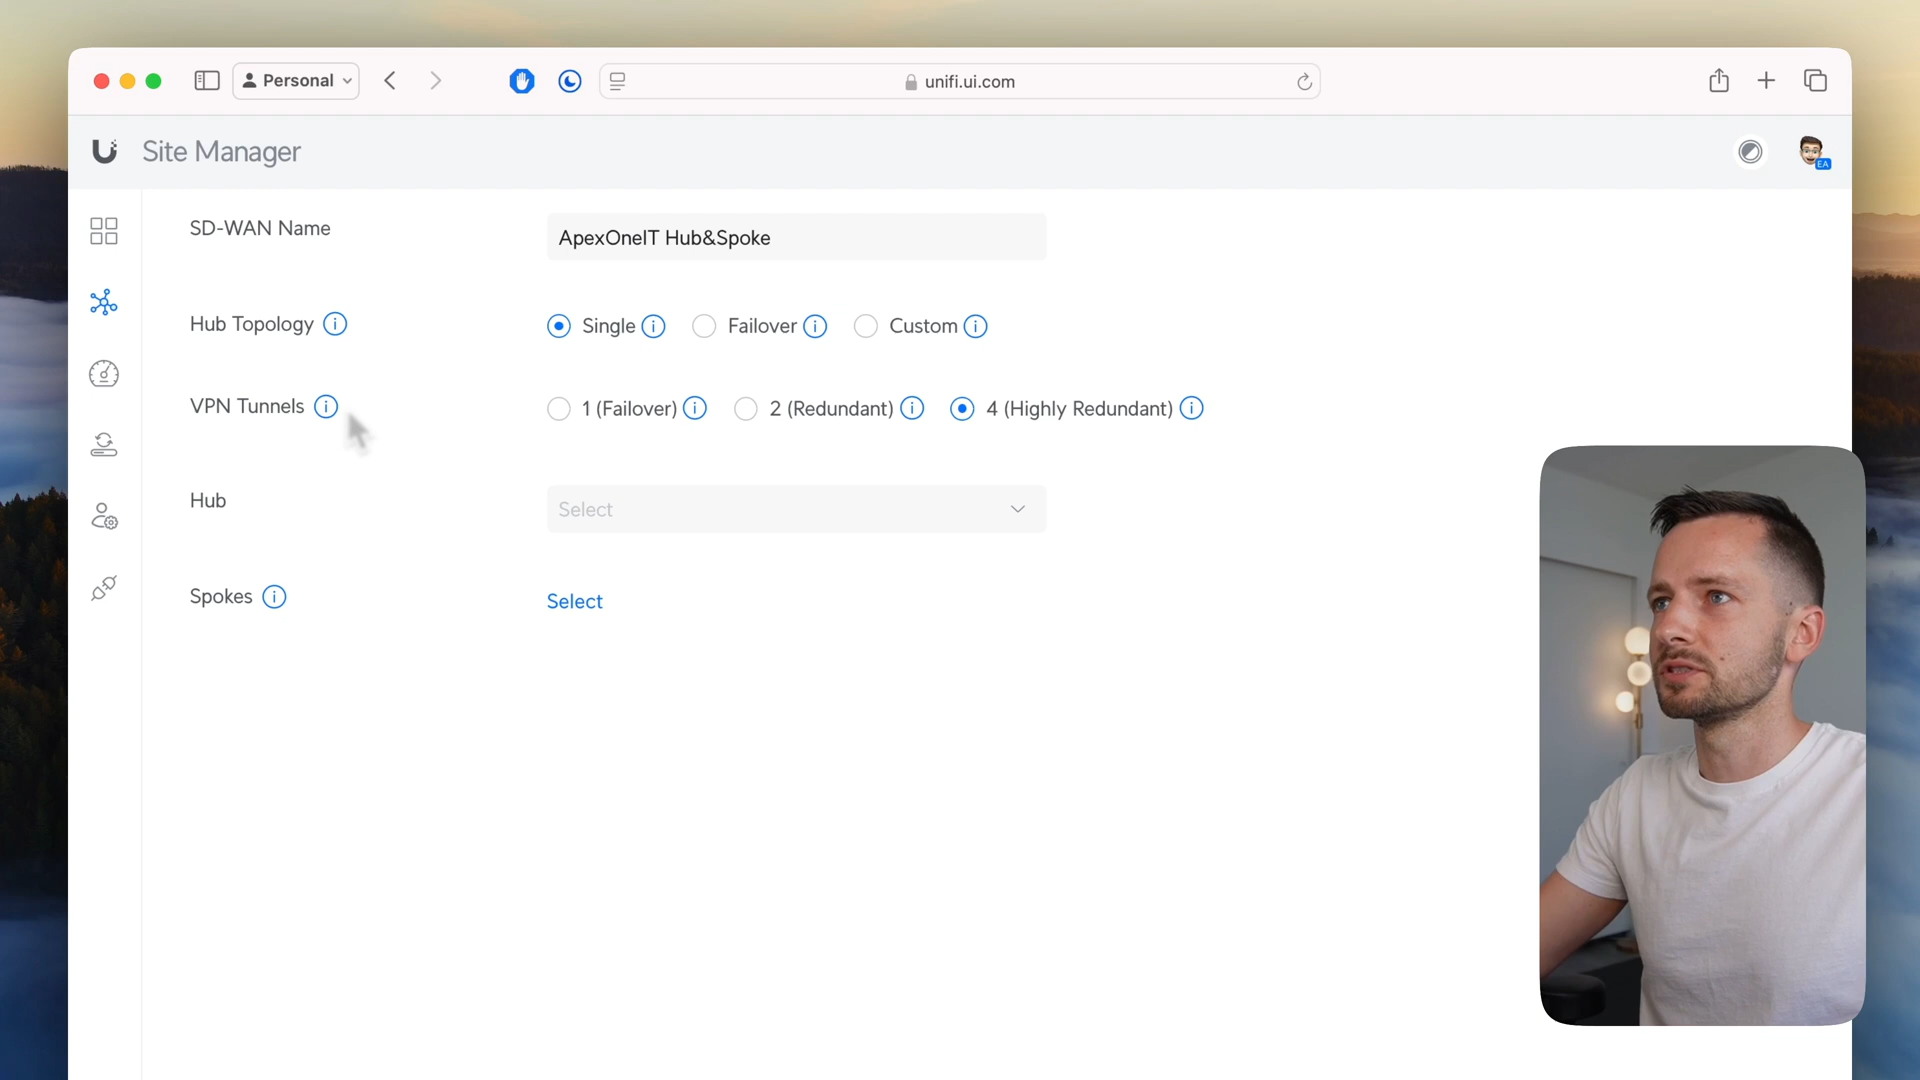 Personal
unifi.ui.com
Site Manager
EA
SD-WAN Name
ApexOneIT Hub&Spoke
Hub Topology
Single
Failover
Custom
VPN Tunnels
1 (Failover)
2 (Redundant)
4 (Highly Redundant)
Hub
Select
Spokes
Select